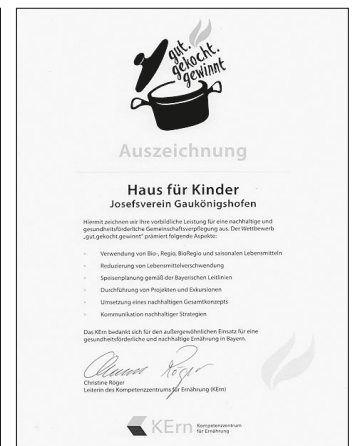 gut.
gekocht.
gewinnt
Auszeichnung
Haus für Kinder
Josefsverein Gaukönigshofen
Hiermit zeichnen wir Ihre vorbildliche Leistung für eine nachhaltige und
gesundheitsförderliche Gemeinschaftsverpflegung aus. Der Wettbewerb
„gut.gekocht.gewinnt“ prämiert folgende Aspekte:
- Verwendung von Bio-, Regio, BioRegio und saisonalen Lebensmitteln
- Reduzierung von Lebensmittelverschwendung
- Speisenplanung gemäß der Bayerischen Leitlinien
- Durchführung von Projekten und Exkursionen
- Umsetzung eines nachhaltigen Gesamtkonzepts
- Kommunikation nachhaltiger Strategien
Das KErn bedankt sich für den außergewöhnlichen Einsatz für eine
gesundheitsförderliche und nachhaltige Ernährung in Bayern.
Christine Röger
Christine Röger
Leiterin des Kompetenzzentrums für Ernährung (KErn)
KErn Kompetenzzentrum
für Ernährung